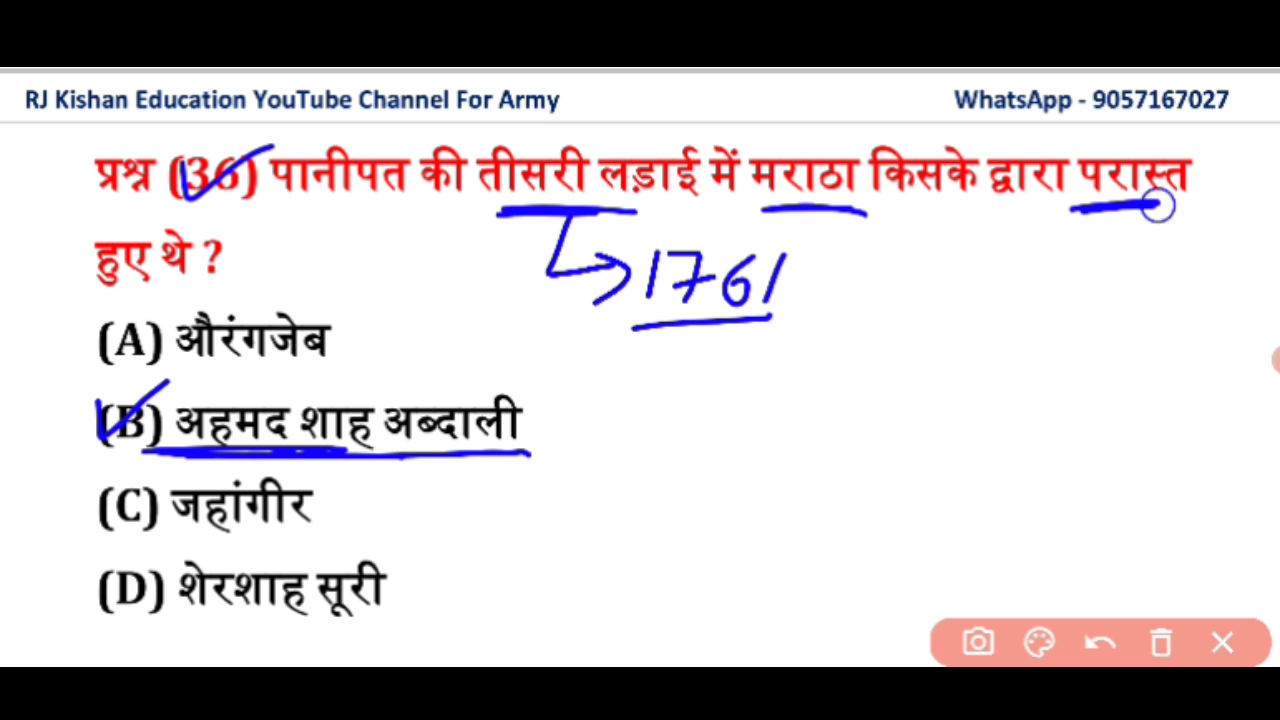 RJ Kishan Education YouTube Channel For Army
WhatsApp - 9057167027
प्रश्न (36) पानीपत की तीसरी लड़ाई में मराठा किसके द्वारा परास्त
हुए थे ?
1761
(A) औरंगजेब
(B) अहमद शाह अब्दाली
(C) जहांगीर
(D) शेरशाह सूरी